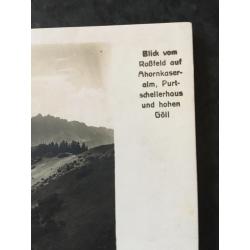 Blick vom
Roßfeld auf
Ahornkaser-
alm, Purt-
schellerhaus
und hohen
Göll